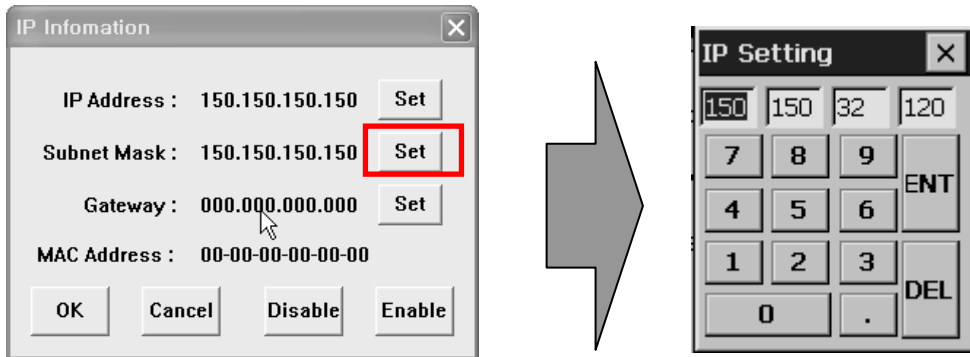 IP Infomation
IP Address : 150.150.150.150 Set
Subnet Mask : 150.150.150.150 Set
Gateway : 000.000.000.000 Set
MAC Address : 00-00-00-00-00-00
OK Cancel Disable Enable
IP Setting
150 150 32 120
7 8 9 ENT
4 5 6
1 2 3 DEL
0 .